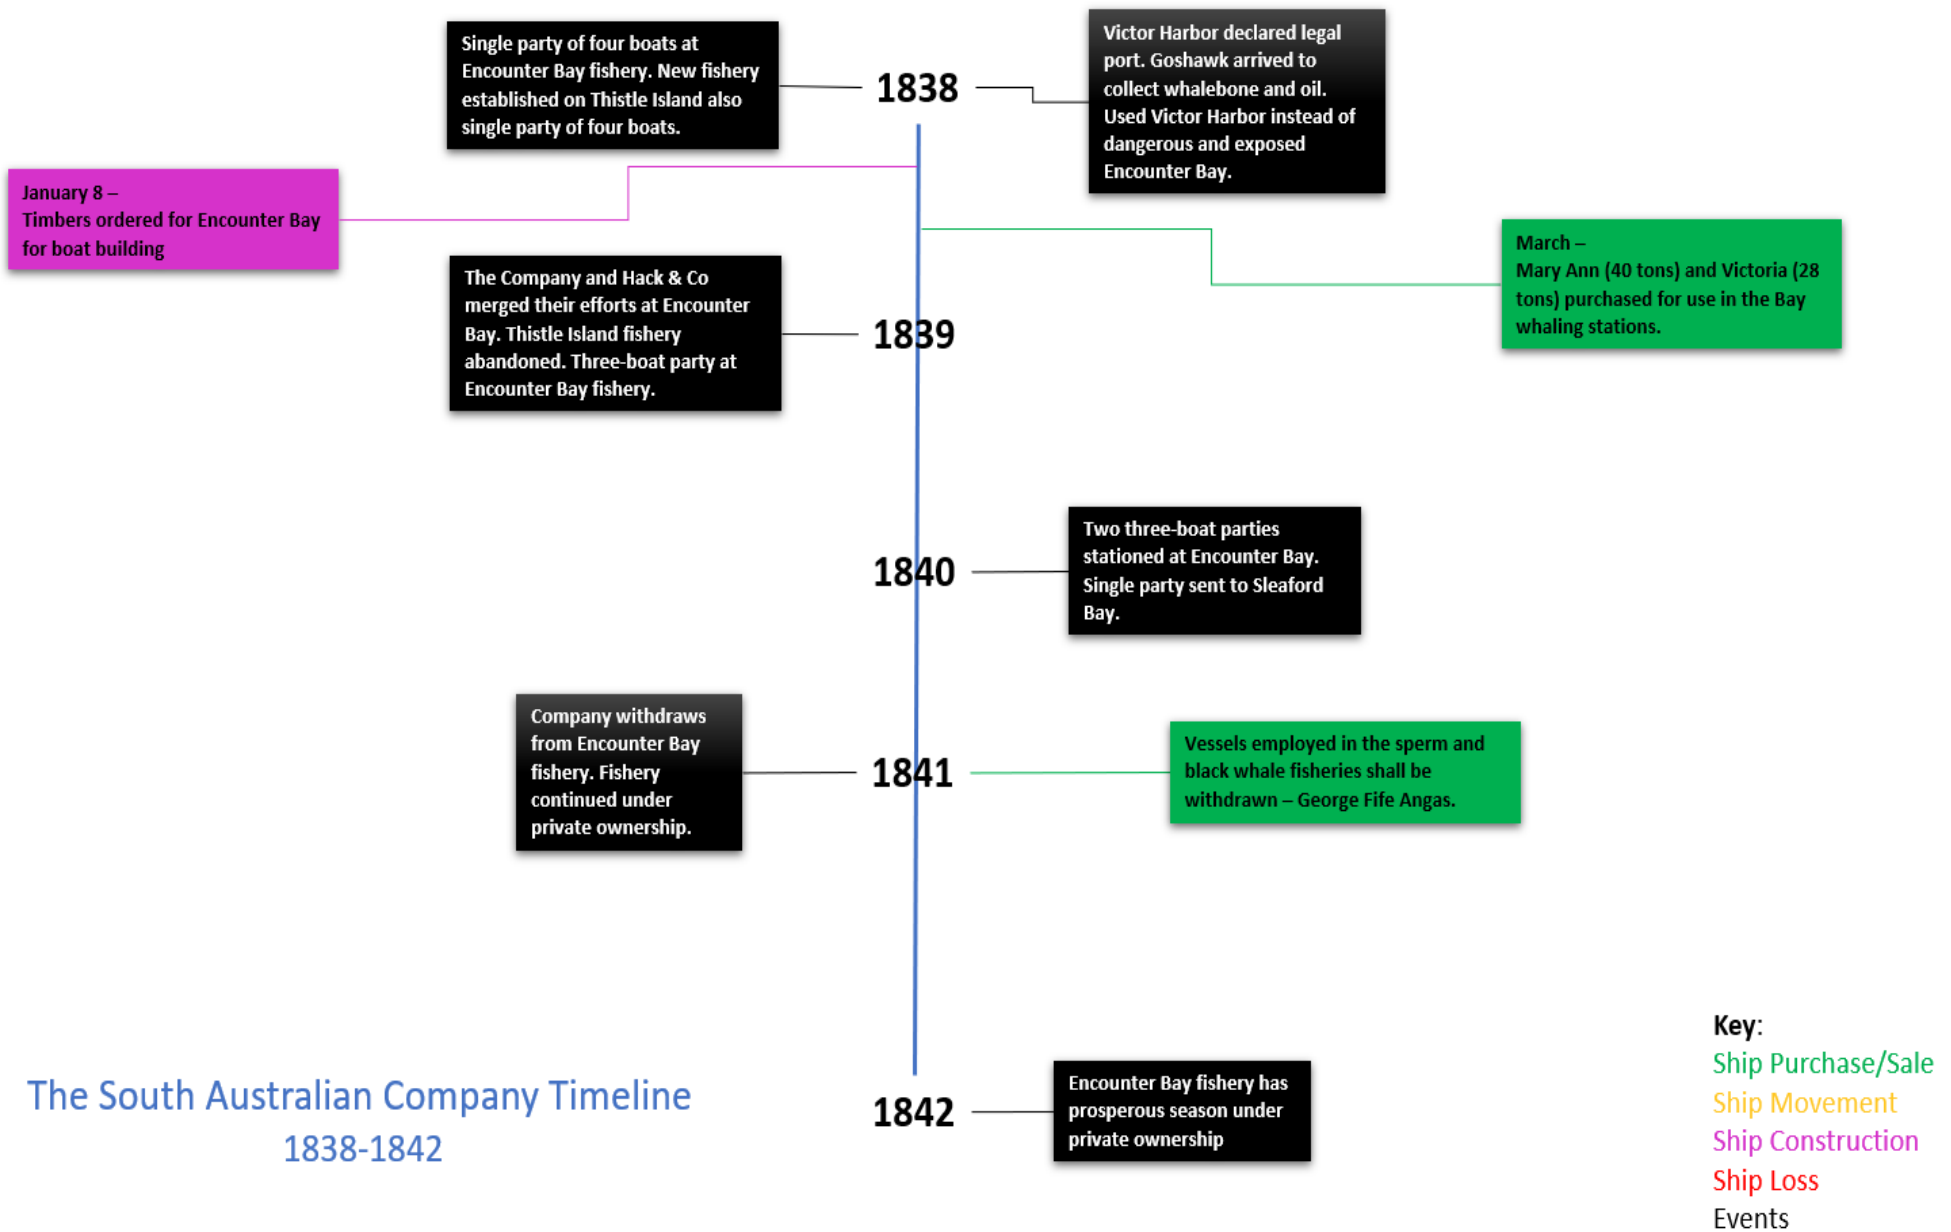 Single party of four boats at
Encounter Bay fishery. New fishery
established on Thistle Island also
single party of four boats.
1838
Victor Harbor declared legal
port. Goshawk arrived to
collect whalebone and oil.
Used Victor Harbor instead of
dangerous and exposed
Encounter Bay.
January 8 –
Timbers ordered for Encounter Bay
for boat building
March –
Mary Ann (40 tons) and Victoria (28
tons) purchased for use in the Bay
whaling stations.
The Company and Hack & Co
merged their efforts at Encounter
Bay. Thistle Island fishery
abandoned. Three-boat party at
Encounter Bay fishery.
1839
1840
Two three-boat parties
stationed at Encounter Bay.
Single party sent to Sleaford
Bay.
Company withdraws
from Encounter Bay
fishery. Fishery
continued under
private ownership.
1841
Vessels employed in the sperm and
black whale fisheries shall be
withdrawn – George Fife Angas.
1842
Encounter Bay fishery has
prosperous season under
private ownership
The South Australian Company Timeline
1838-1842
Key:
Ship Purchase/Sale
Ship Movement
Ship Construction
Ship Loss
Events